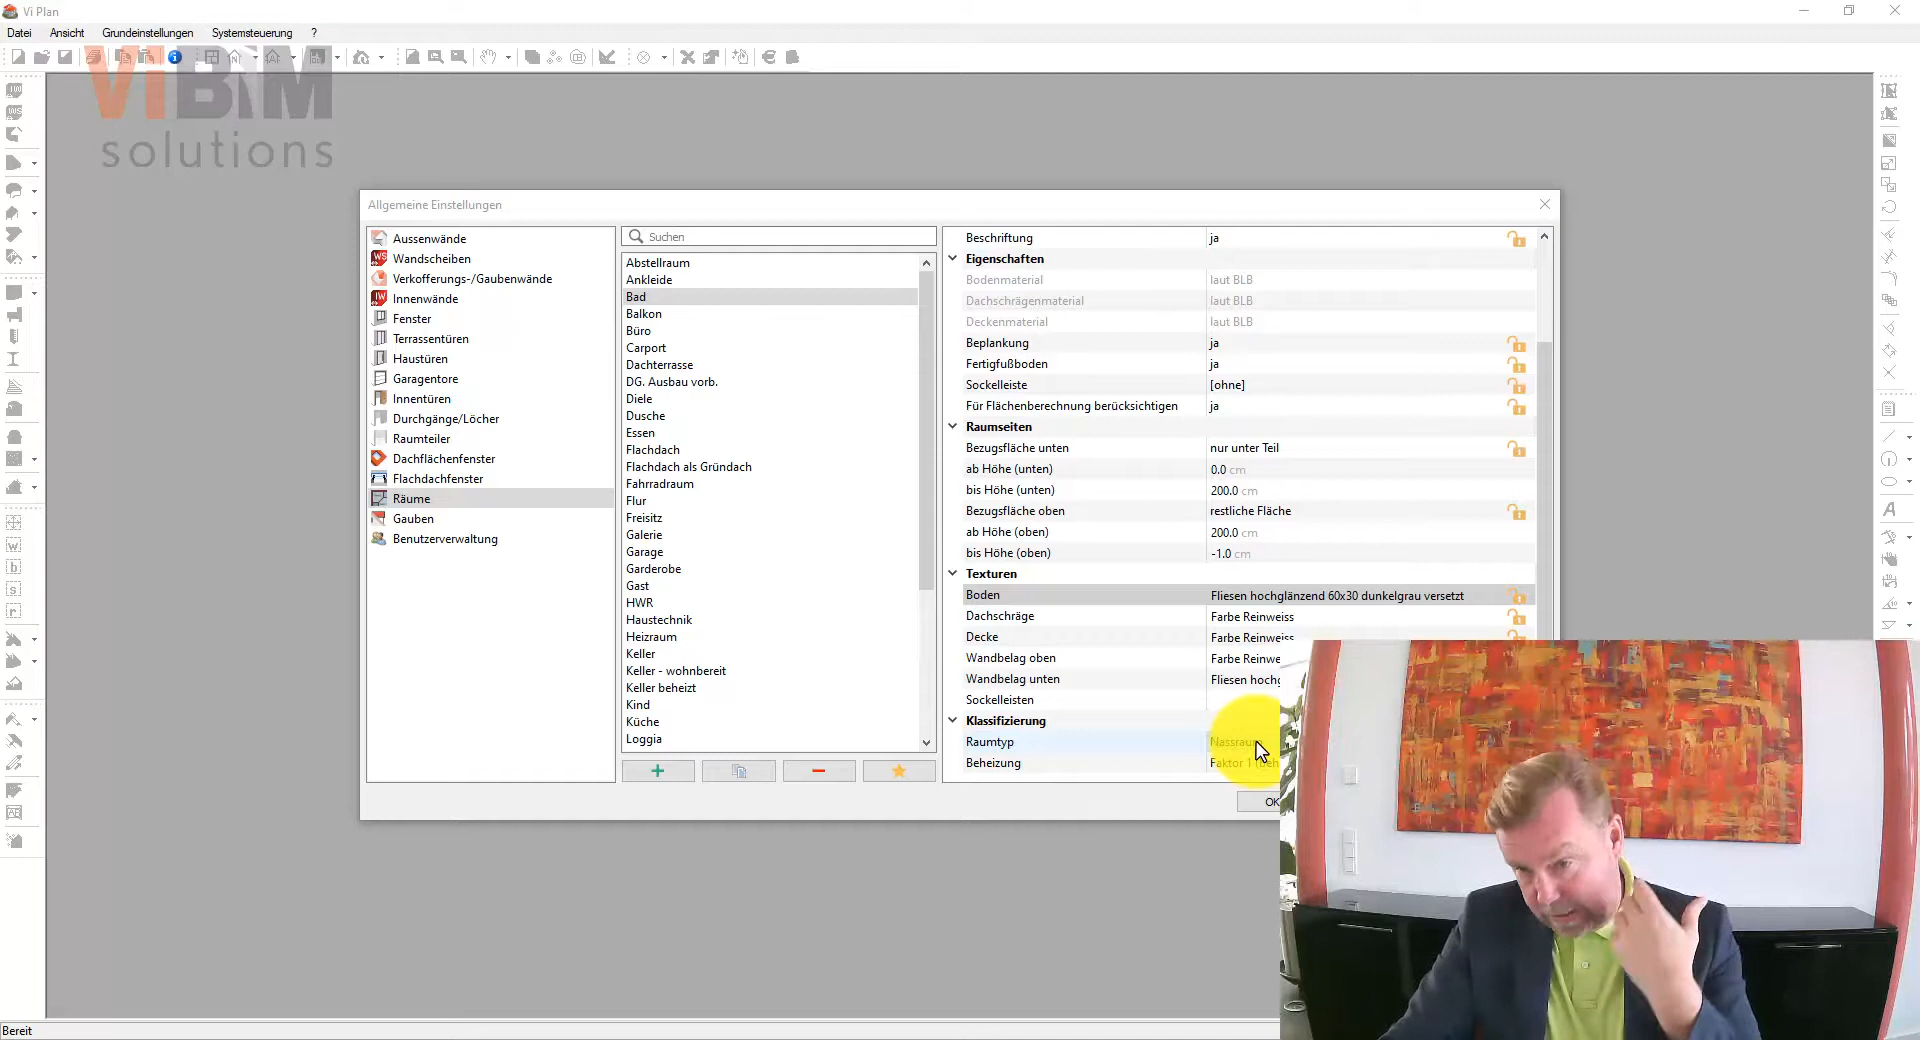 Vi Plan
Datei Ansicht Grundeinstellungen Systemsteuerung ?
ViBiM
solutions
Allgemeine Einstellungen
Aussenwände
Wandscheiben
Verkofferungs-/Gaubenwände
Innenwände
Fenster
Terrassentüren
Haustüren
Garagentore
Innentüren
Durchgänge/Löcher
Raumteiler
Dachflächenfenster
Flachdachfenster
Räume
Gauben
Benutzerverwaltung
Suchen
Abstellraum
Ankleide
Bad
Balkon
Büro
Carport
Dachterrasse
DG. Ausbau vorb.
Diele
Dusche
Essen
Flachdach
Flachdach als Gründach
Fahrradraum
Flur
Freisitz
Galerie
Garage
Garderobe
Gast
HWR
Haustechnik
Heizraum
Keller
Keller - wohnbereit
Keller beheizt
Kind
Küche
Loggia
Beschriftung ja
Eigenschaften
Bodenmaterial laut BLB
Dachschrägenmaterial laut BLB
Deckenmaterial laut BLB
Beplankung ja
Fertigfußboden ja
Sockelleiste [ohne]
Für Flächenberechnung berücksichtigen ja
Raumseiten
Bezugsfläche unten nur unter Teil
ab Höhe (unten) 0.0 cm
bis Höhe (unten) 200.0 cm
Bezugsfläche oben restliche Fläche
ab Höhe (oben) 200.0 cm
bis Höhe (oben) -1.0 cm
Texturen
Boden Fliesen hochglänzend 60x30 dunkelgrau versetzt
Dachschräge Farbe Reinweiss
Decke Farbe Reinweiss
Wandbelag oben Farbe Reinwe
Wandbelag unten Fliesen hochg
Sockelleisten
Klassifizierung
Raumtyp Nassraum
Beheizung Faktor 1 (beh
OK
Bereit